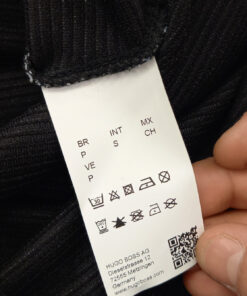 BR INT MX
P S CH
VE
P
HUGO BOSS AG
Dieselstrasse 12
72555 Metzingen
Germany
www.hugoboss.com